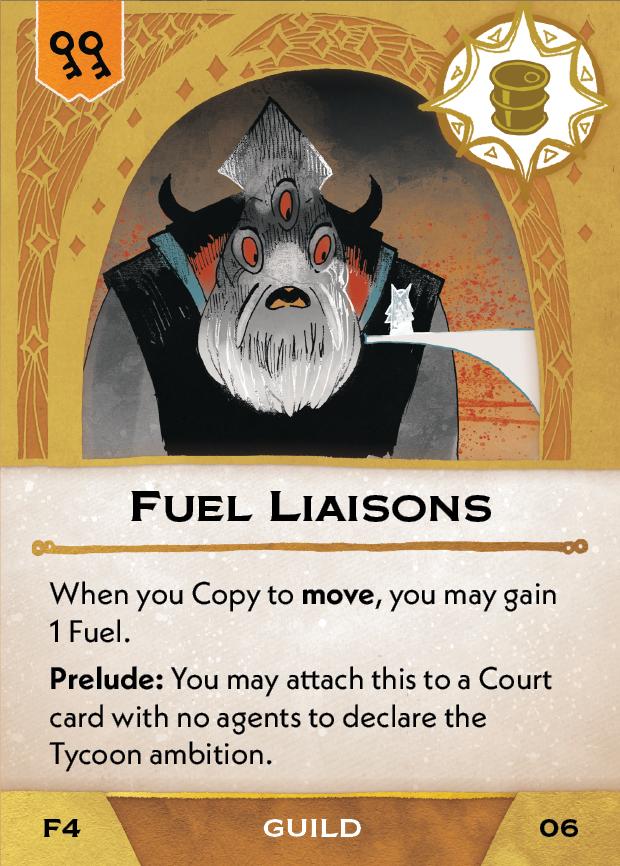 FUEL LIAISONS
When you Copy to move, you may gain
1 Fuel.
Prelude: You may attach this to a Court
card with no agents to declare the
Tycoon ambition.
F4 GUILD 06